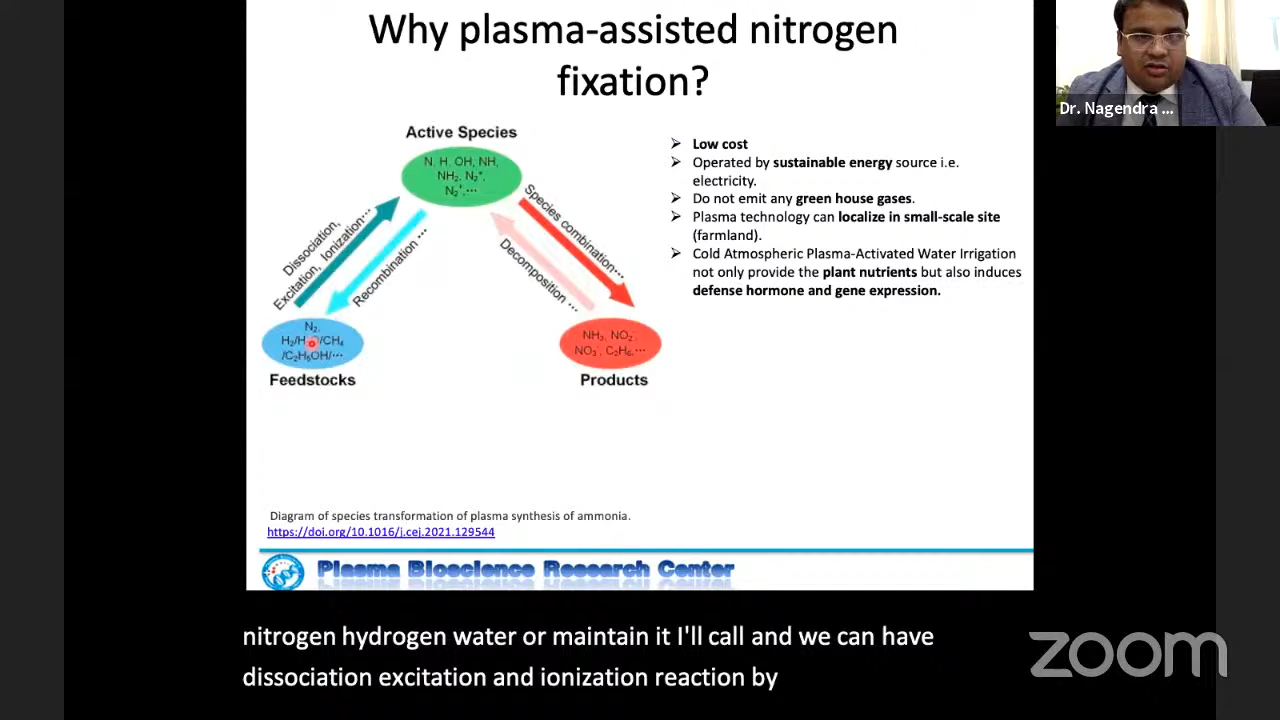 Why plasma-assisted nitrogen
fixation?
Dr. Nagendra ...
Active Species
N, H, OH, NH,
NH₂, N₂*,
N₂⁺,⋯
Dissociation,
Excitation, Ionization⋯
Recombination ⋯
Species combination⋯
Decomposition ⋯
N₂,
H₂/H O/CH₄
/C₂H₅OH/⋯
Feedstocks
NH₃, NO₂⁻,
NO₃⁻, C₂H₆,⋯
Products
➢ Low cost
➢ Operated by sustainable energy source i.e.
electricity.
➢ Do not emit any green house gases.
➢ Plasma technology can localize in small-scale site
(farmland).
➢ Cold Atmospheric Plasma-Activated Water Irrigation
not only provide the plant nutrients but also induces
defense hormone and gene expression.
Diagram of species transformation of plasma synthesis of ammonia.
https://doi.org/10.1016/j.cej.2021.129544
Plasma Bioscience Research Center
nitrogen hydrogen water or maintain it I'll call and we can have
dissociation excitation and ionization reaction by
zoom